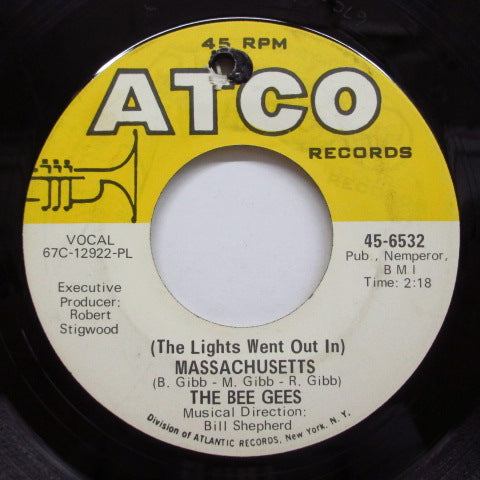 45 RPM
ATCO
RECORDS
VOCAL
67C-12922-PL
45-6532
Pub., Nemperor,
BMI
Time: 2:18
Executive
Producer:
Robert
Stigwood
(The Lights Went Out In)
MASSACHUSETTS
(B. Gibb - M. Gibb - R. Gibb)
THE BEE GEES
Musical Direction:
Bill Shepherd
Division of ATLANTIC RECORDS, New York, N. Y.